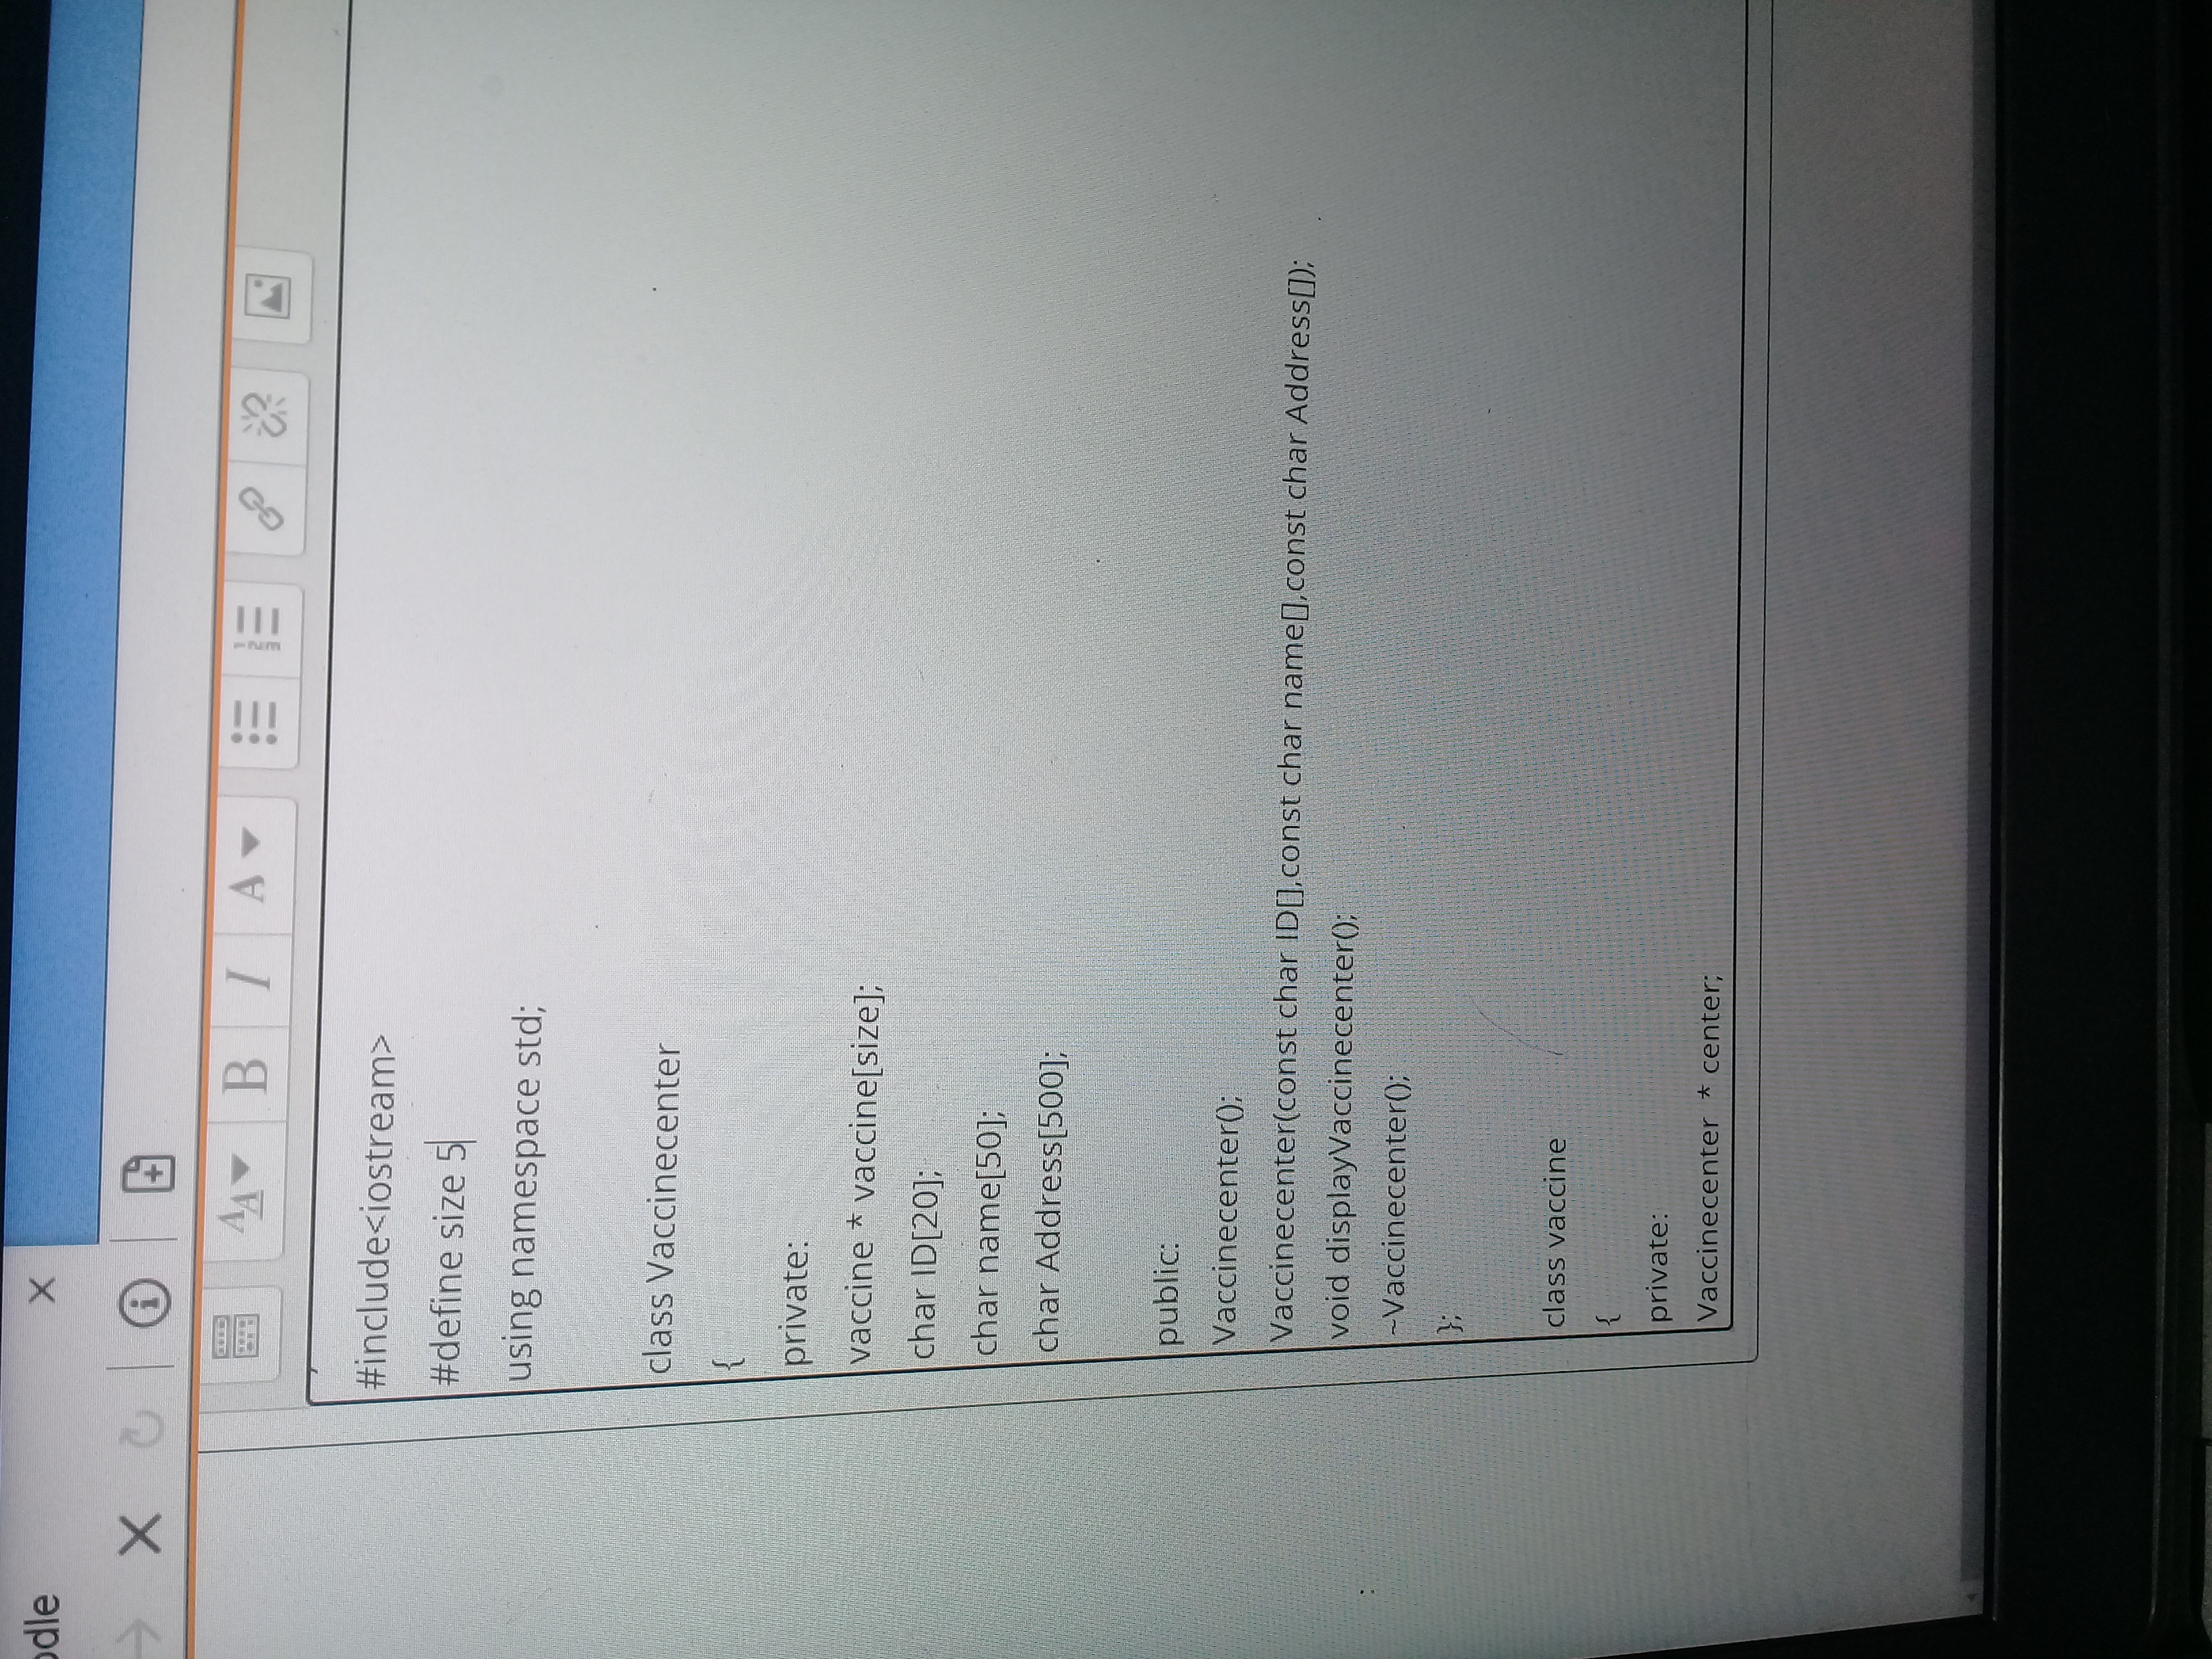 odle
B I A
#include<iostream>
#define size 5
using namespace std;
class Vaccinecenter
{
private:
vaccine * vaccine[size];
char ID[20];
char name[50];
char Address[500];
public:
Vaccinecenter();
Vaccinecenter(const char ID[],const char name[],const char Address[]);
void displayVaccinecenter();
~Vaccinecenter();
};
class vaccine
{
private:
Vaccinecenter * center;